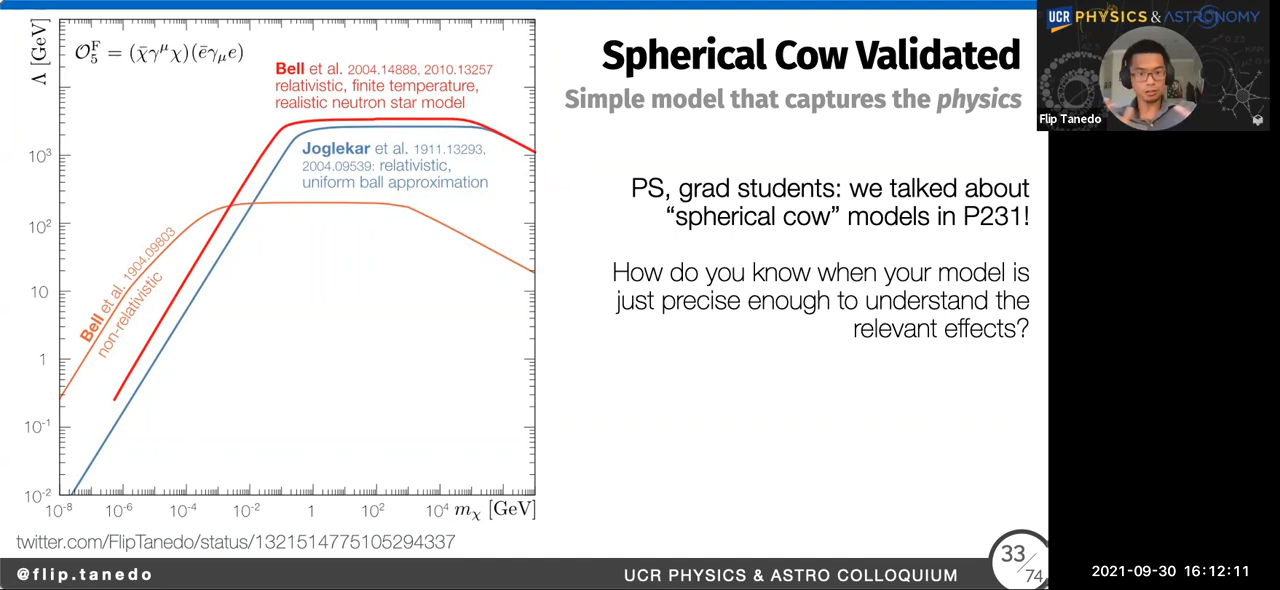 UCR PHYSICS & ASTRONOMY
Flip Tanedo
Spherical Cow Validated
Simple model that captures the physics
Λ [GeV]
𝒪₅ᶠ = (χ̄γ^μχ)(ēγ_μe)
Bell et al. 2004.14888, 2010.13257
relativistic, finite temperature,
realistic neutron star model
Joglekar et al. 1911.13293,
2004.09539: relativistic,
uniform ball approximation
Bell et al. 1904.09803
non-relativistic
10³
10²
10
1
10⁻¹
10⁻²
10⁻⁸ 10⁻⁶ 10⁻⁴ 10⁻² 1 10² 10⁴ m_χ [GeV]
PS, grad students: we talked about
“spherical cow” models in P231!
How do you know when your model is
just precise enough to understand the
relevant effects?
twitter.com/FlipTanedo/status/1321514775105294337
@flip.tanedo
UCR PHYSICS & ASTRO COLLOQUIUM
33/74
2021-09-30 16:12:11